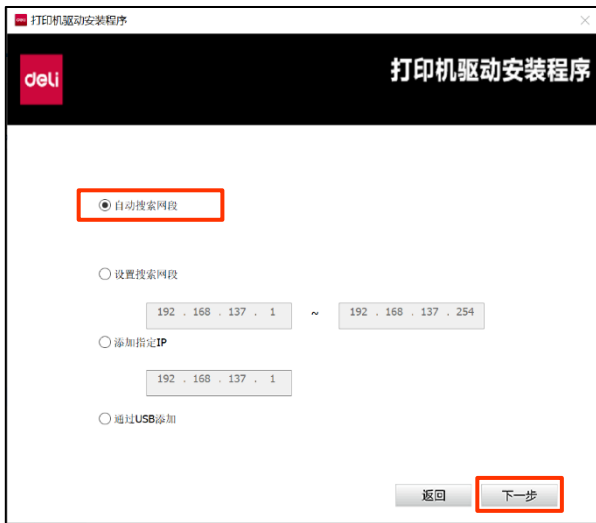 打印机驱动安装程序
deli
打印机驱动安装程序
自动搜索网段
设置搜索网段
192 . 168 . 137 . 1 ~ 192 . 168 . 137 . 254
添加指定IP
192 . 168 . 137 . 1
通过USB添加
返回 下一步